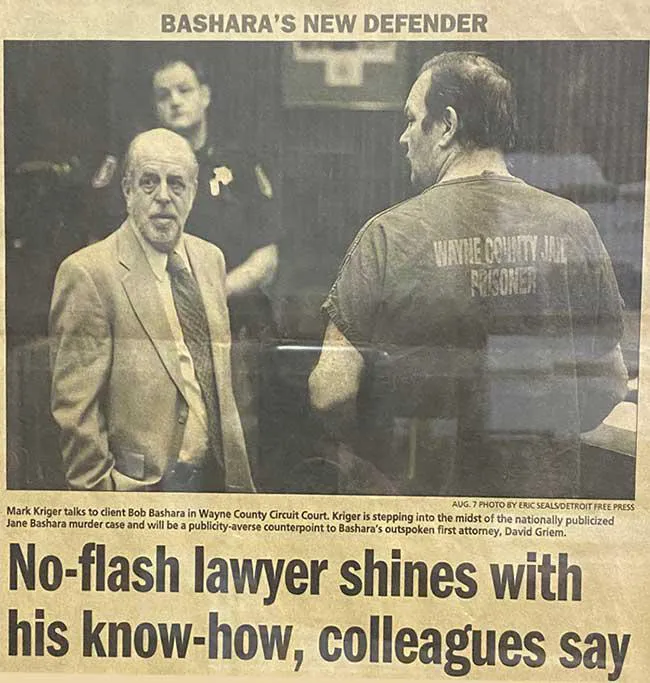 BASHARA'S NEW DEFENDER
WAYNE COUNTY JAIL
PRISONER
AUG. 7 PHOTO BY ERIC SEALS/DETROIT FREE PRESS
Mark Kriger talks to client Bob Bashara in Wayne County Circuit Court. Kriger is stepping into the midst of the nationally publicized
Jane Bashara murder case and will be a publicity-averse counterpoint to Bashara's outspoken first attorney, David Griem.
No-flash lawyer shines with
his know-how, colleagues say